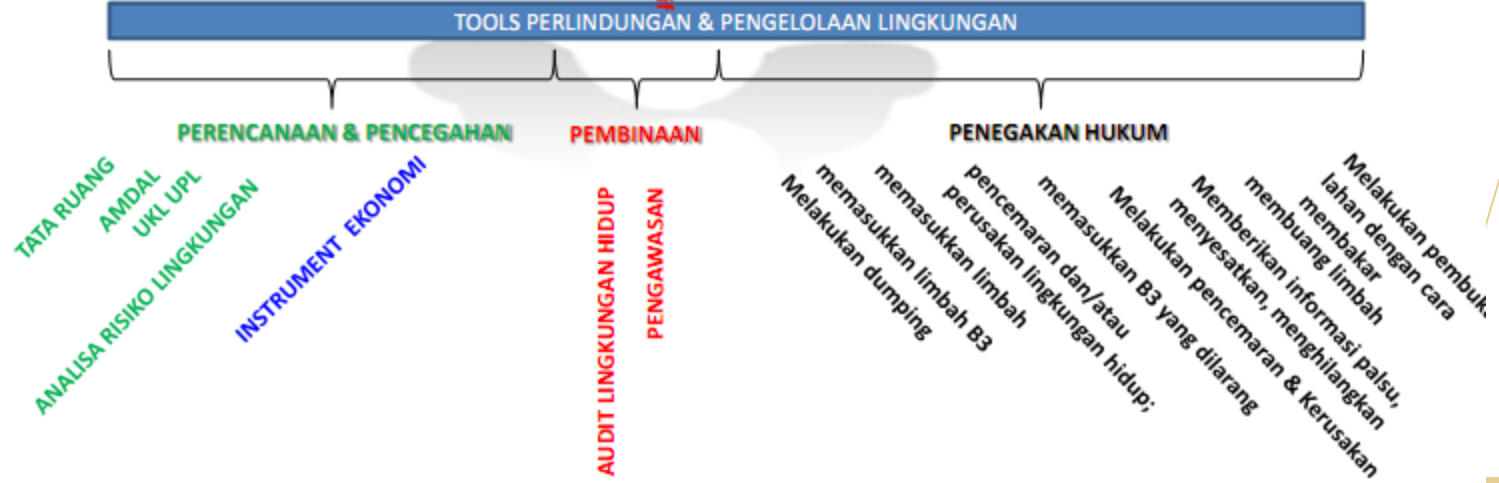 TOOLS PERLINDUNGAN & PENGELOLAAN LINGKUNGAN
PERENCANAAN & PENCEGAHAN
TATA RUANG
AMDAL
UKL UPL
ANALISA RISIKO LINGKUNGAN
INSTRUMENT EKONOMI
PEMBINAAN
AUDIT LINGKUNGAN HIDUP
PENGAWASAN
PENEGAKAN HUKUM
Melakukan dumping
memasukkan limbah B3
memasukkan limbah
perusakan lingkungan hidup;
pencemaran dan/atau
memasukkan B3 yang dilarang
Melakukan pencemaran & Kerusakan
menyesatkan, menghilangkan
Memberikan informasi palsu,
membuang limbah
membakar
lahan dengan cara
Melakukan